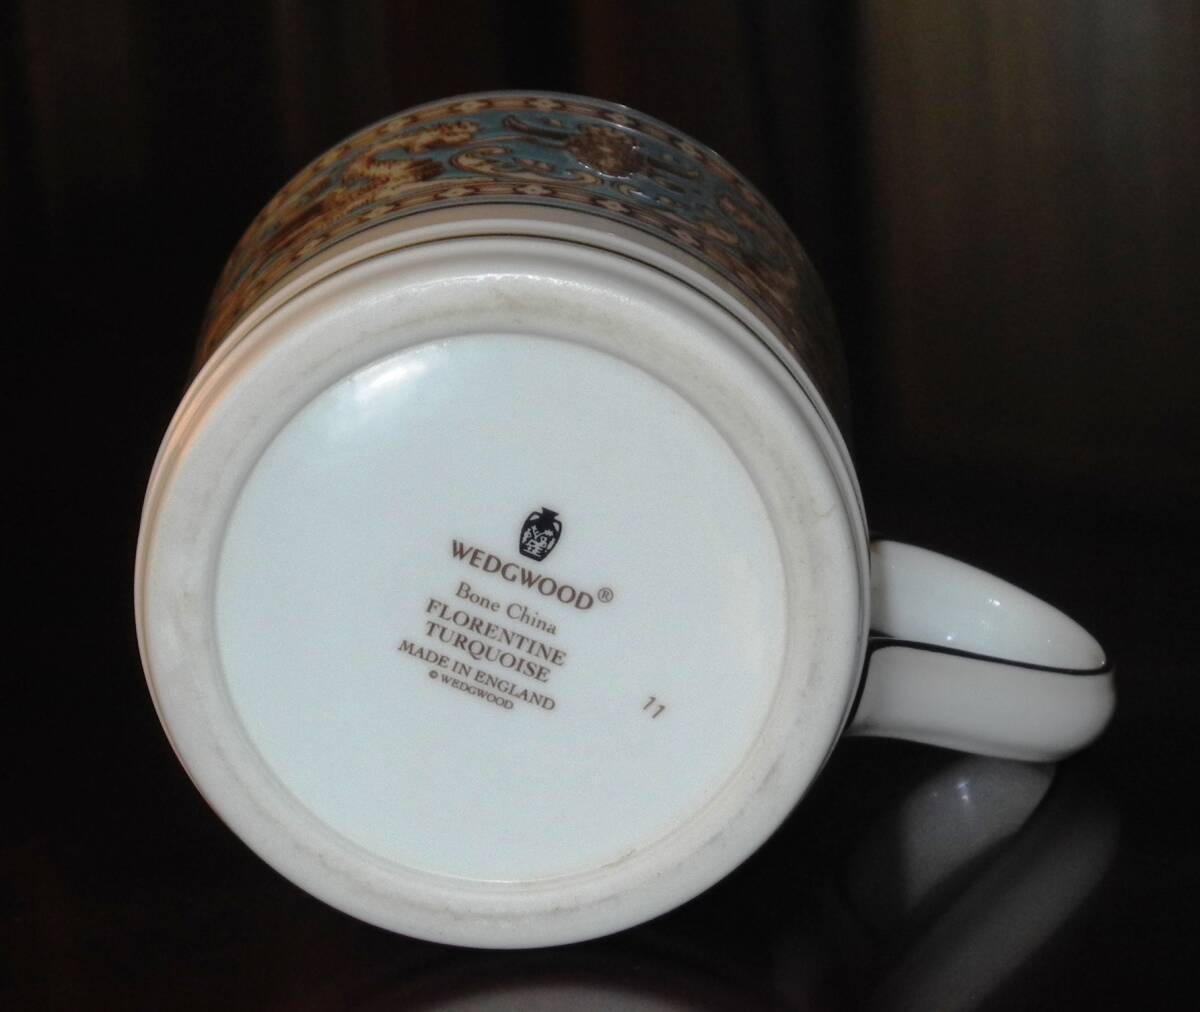 WEDGWOOD®
Bone China
FLORENTINE
TURQUOISE
MADE IN ENGLAND
© WEDGWOOD
11